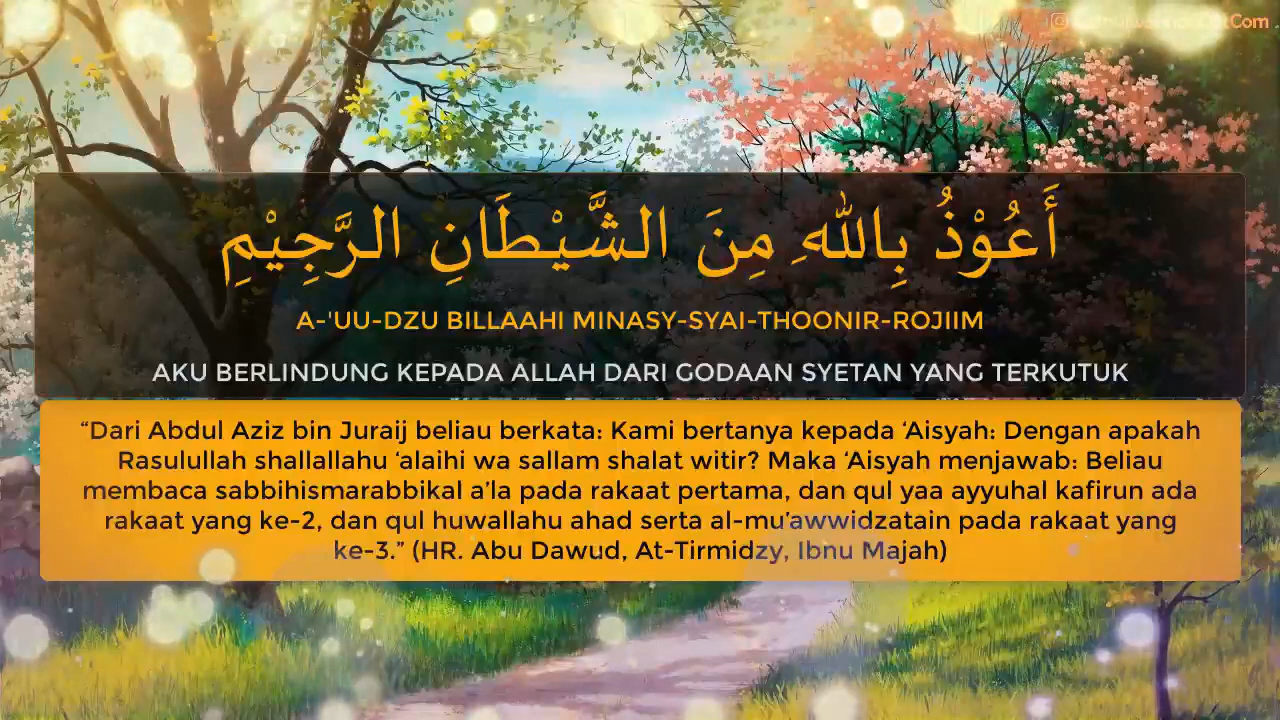 أَعُوْذُ بِاللهِ مِنَ الشَّيْطَانِ الرَّجِيْمِ
A-'UU-DZU BILLAAHI MINASY-SYAI-THOONIR-ROJIIM
AKU BERLINDUNG KEPADA ALLAH DARI GODAAN SYETAN YANG TERKUTUK
“Dari Abdul Aziz bin Juraij beliau berkata: Kami bertanya kepada ‘Aisyah: Dengan apakah
Rasulullah shallallahu ‘alaihi wa sallam shalat witir? Maka ‘Aisyah menjawab: Beliau
membaca sabbihismarabbikal a’la pada rakaat pertama, dan qul yaa ayyuhal kafirun ada
rakaat yang ke-2, dan qul huwallahu ahad serta al-mu’awwidzatain pada rakaat yang
ke-3.” (HR. Abu Dawud, At-Tirmidzy, Ibnu Majah)